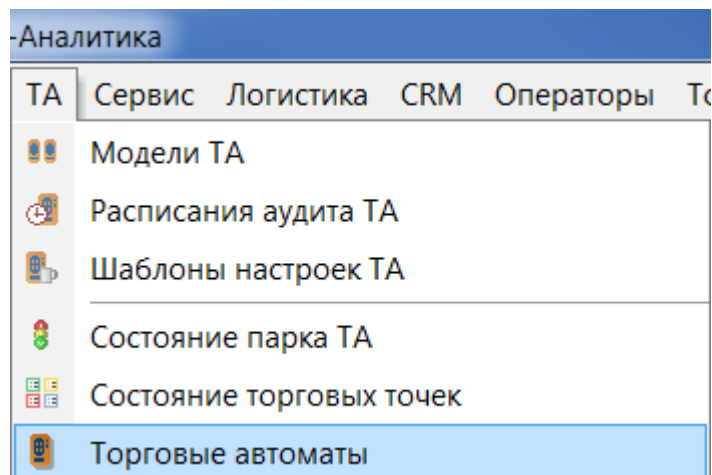 -Аналитика
ТА Сервис Логистика CRM Операторы
Модели ТА
Расписания аудита ТА
Шаблоны настроек ТА
Состояние парка ТА
Состояние торговых точек
Торговые автоматы